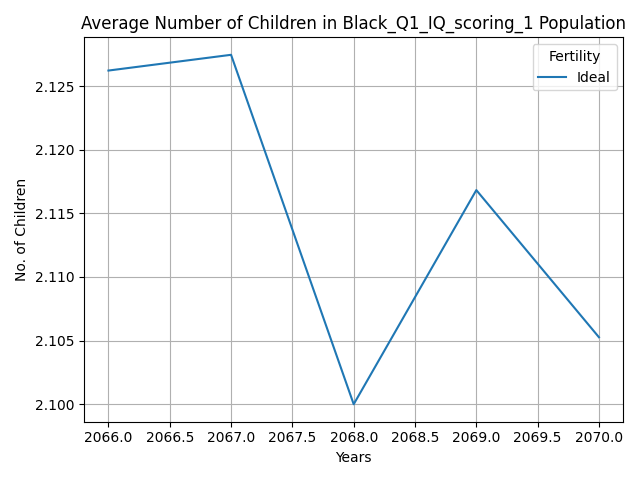 Average Number of Children in Black_Q1_IQ_scoring_1 Population
Fertility
Ideal
No. of Children
2.125
2.120
2.115
2.110
2.105
2.100
2066.0 2066.5 2067.0 2067.5 2068.0 2068.5 2069.0 2069.5 2070.0
Years